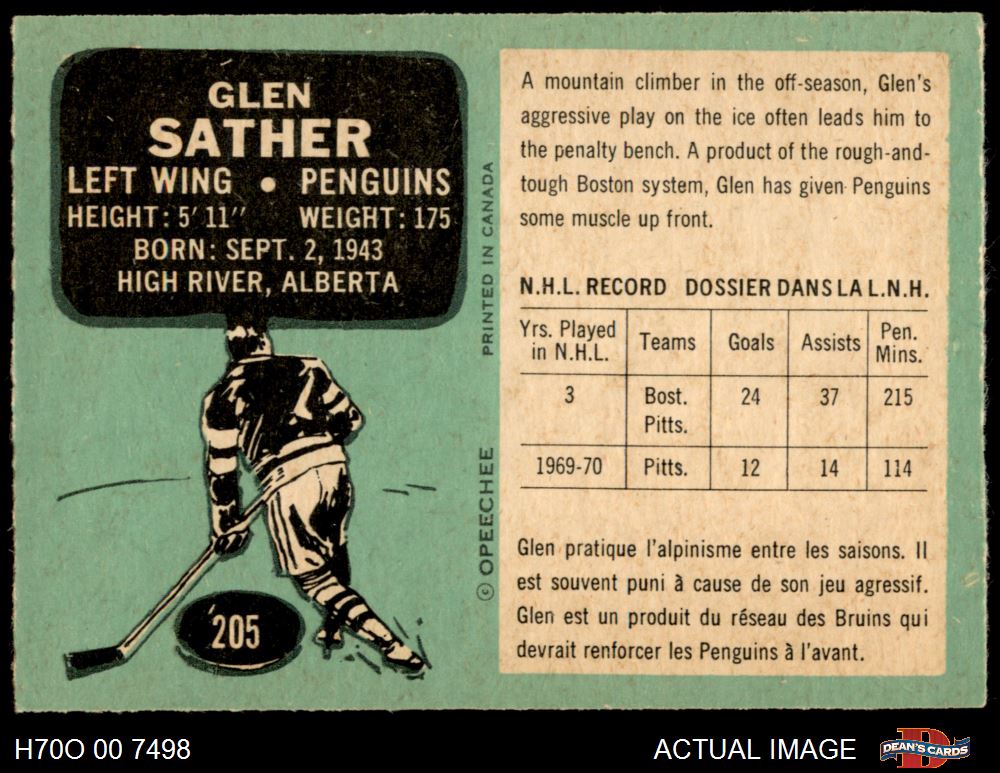 GLEN
SATHER
LEFT WING • PENGUINS
HEIGHT: 5' 11" WEIGHT: 175
BORN: SEPT. 2, 1943
HIGH RIVER, ALBERTA
205
© OPEECHEE PRINTED IN CANADA
A mountain climber in the off-season, Glen's
aggressive play on the ice often leads him to
the penalty bench. A product of the rough-and-
tough Boston system, Glen has given Penguins
some muscle up front.
N.H.L. RECORD DOSSIER DANS LA L.N.H.
Yrs. Played in N.H.L. Teams Goals Assists Pen. Mins.
3 Bost. Pitts. 24 37 215
1969-70 Pitts. 12 14 114
Glen pratique l'alpinisme entre les saisons. Il
est souvent puni à cause de son jeu agressif.
Glen est un produit du réseau des Bruins qui
devrait renforcer les Penguins à l'avant.
H70O 00 7498 ACTUAL IMAGE DEAN'S CARDS